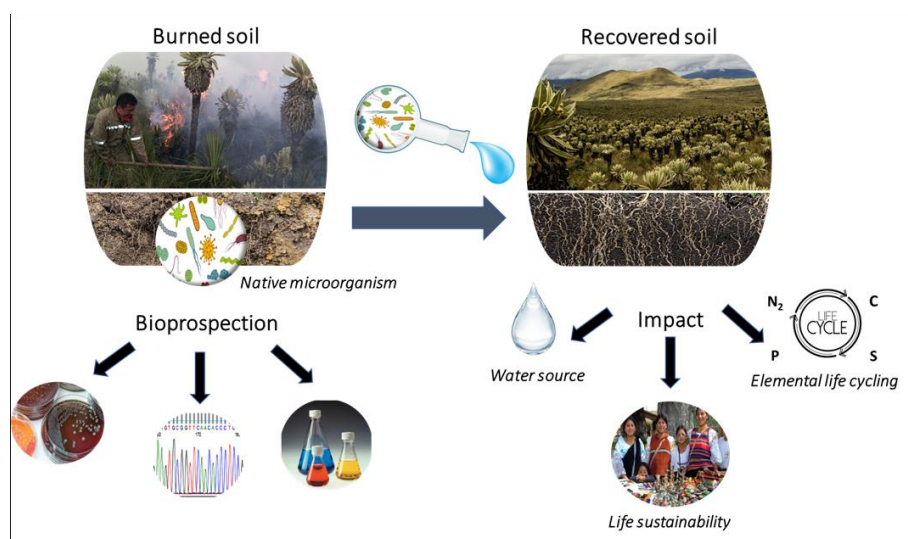 Burned soil
Recovered soil
Native microorganism
Bioprospection
Impact
Water source
N2
C
LIFE
CYCLE
P
S
Elemental life cycling
Life sustainability